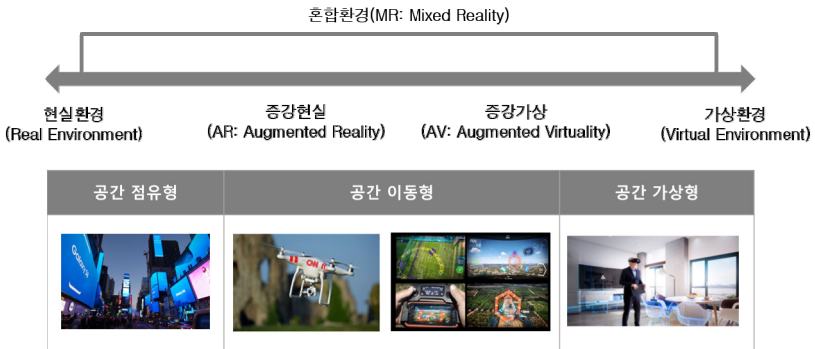 혼합환경(MR: Mixed Reality)
현실환경
(Real Environment)
증강현실
(AR: Augmented Reality)
증강가상
(AV: Augmented Virtuality)
가상환경
(Virtual Environment)
공간 점유형
공간 이동형
공간 가상형
Galaxy
CNN